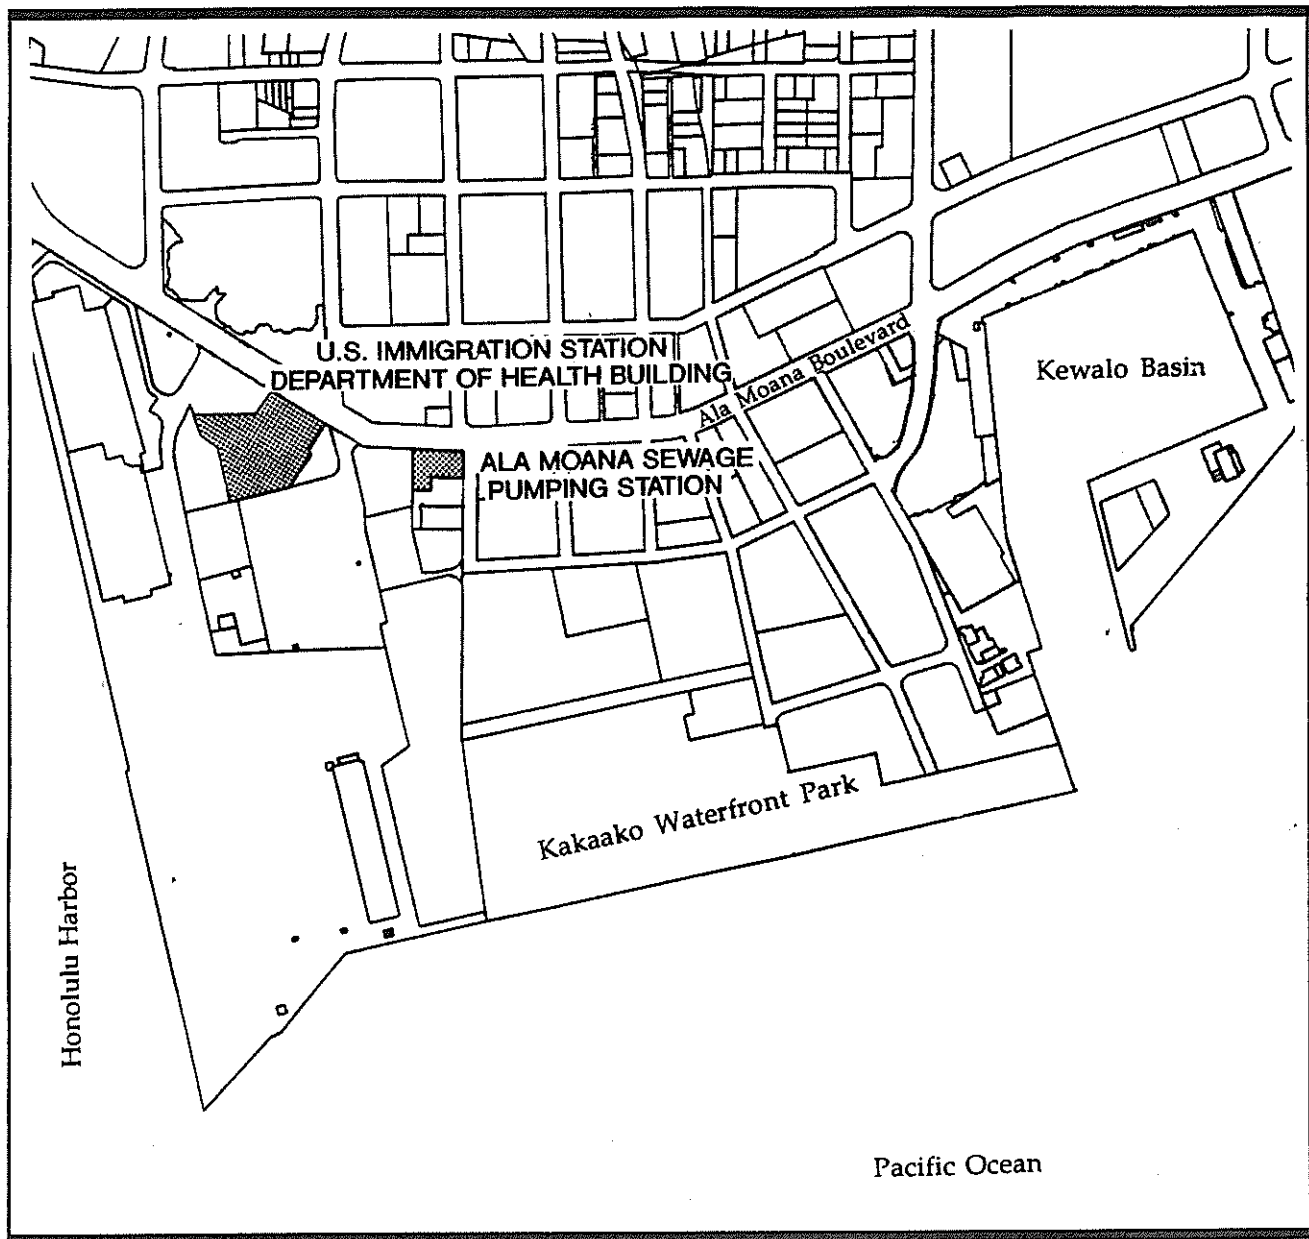 U.S. IMMIGRATION STATION
DEPARTMENT OF HEALTH BUILDING
Ala Moana Boulevard
Kewalo Basin
ALA MOANA SEWAGE
PUMPING STATION
Kakaako Waterfront Park
Honolulu Harbor
Pacific Ocean